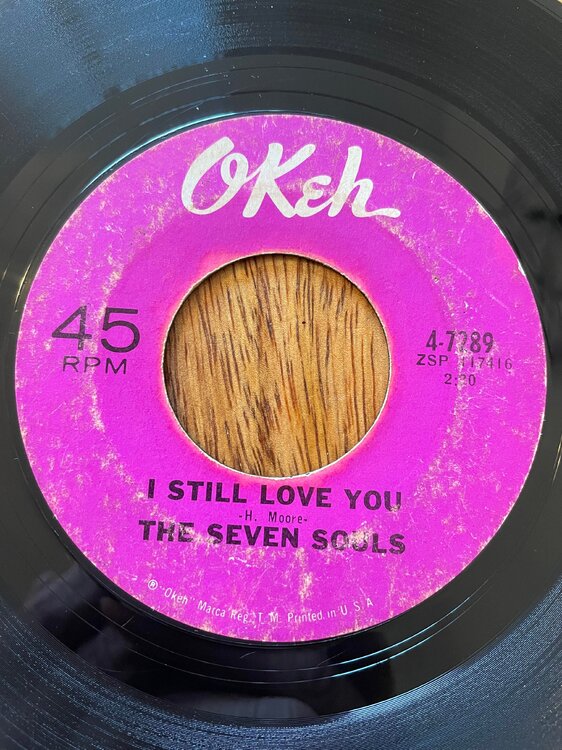 OKeh
45
RPM
4-7289
ZSP 117416
2:20
I STILL LOVE YOU
-H. Moore-
THE SEVEN SOULS
® "Okeh" Marca Reg. T. M. Printed in U S A